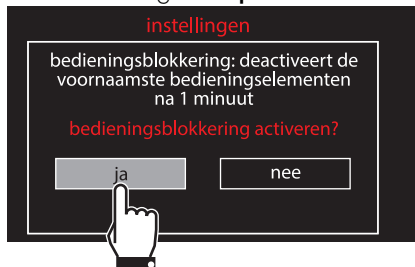 instellingen
bedieningsblokkering: deactiveert de
voornaamste bedieningselementen
na 1 minuut
bedieningsblokkering activeren?
ja
nee